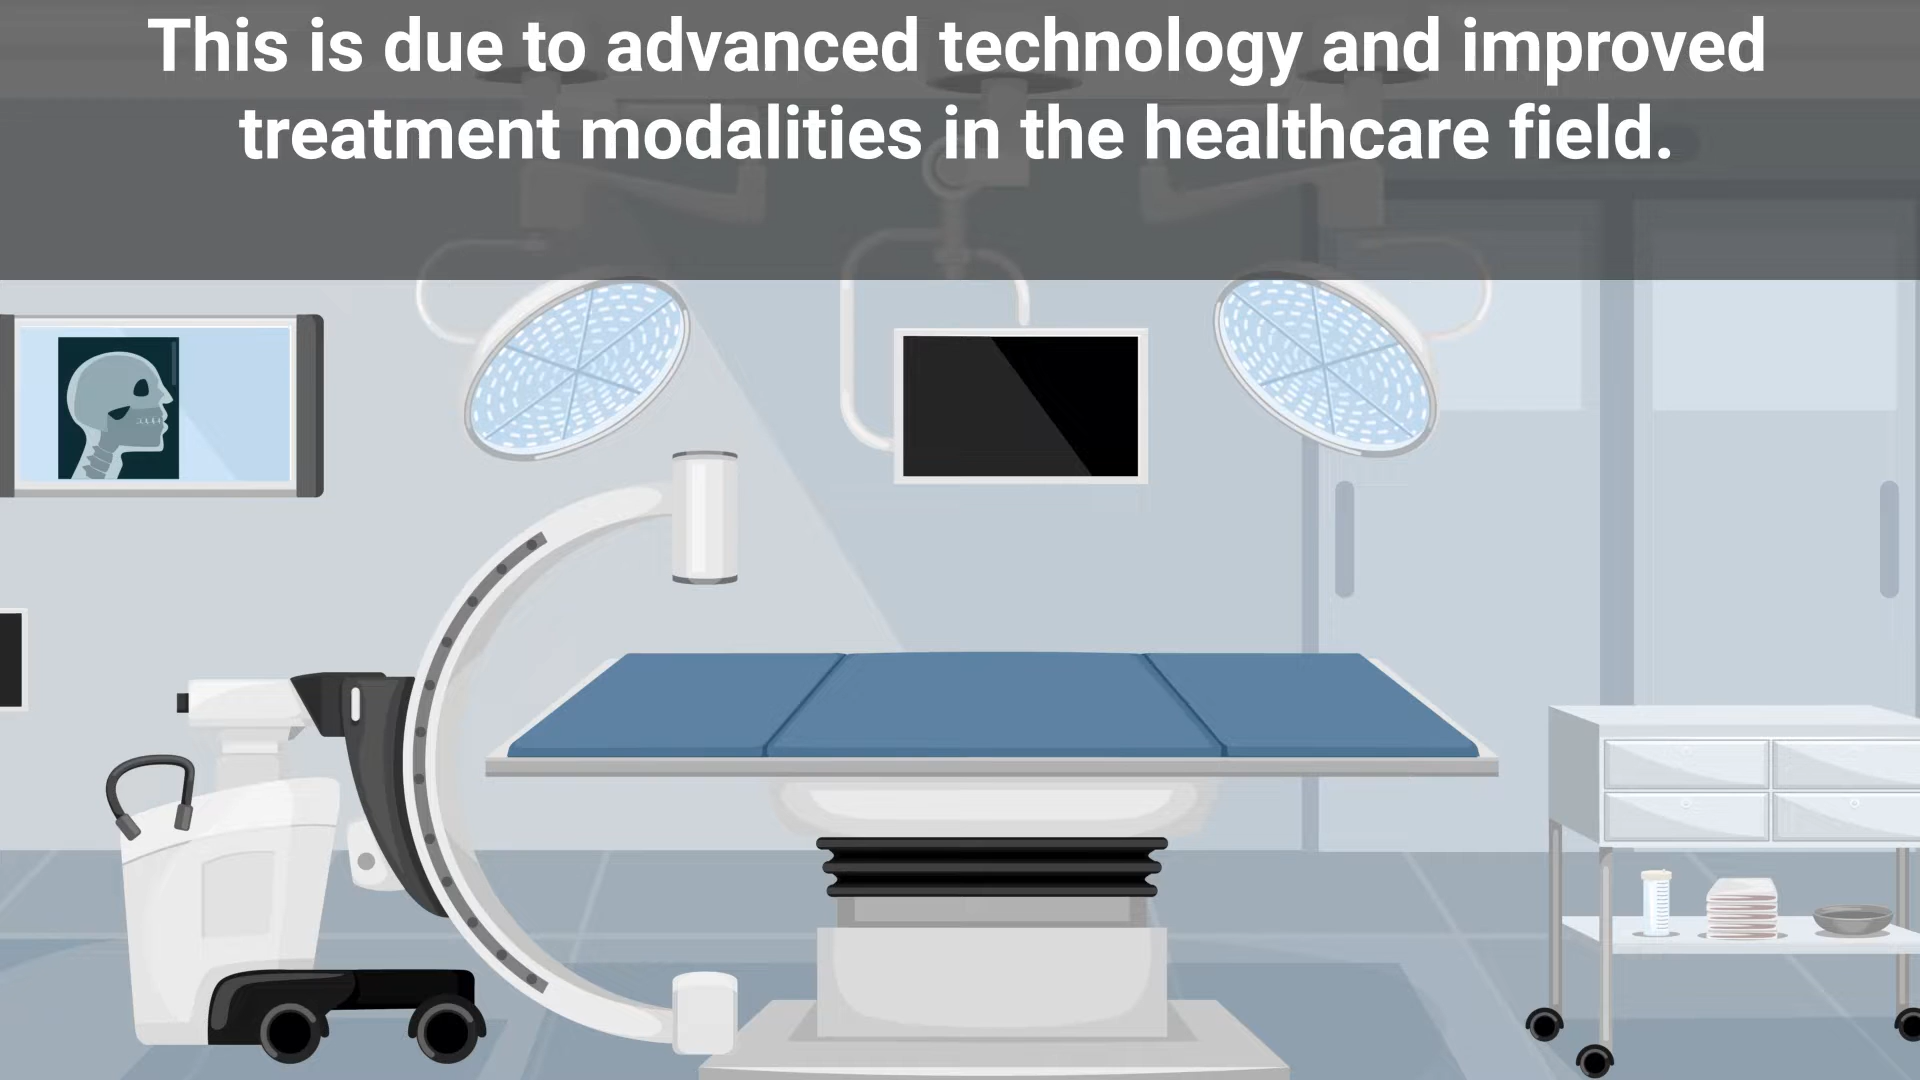 This is due to advanced technology and improved
treatment modalities in the healthcare field.